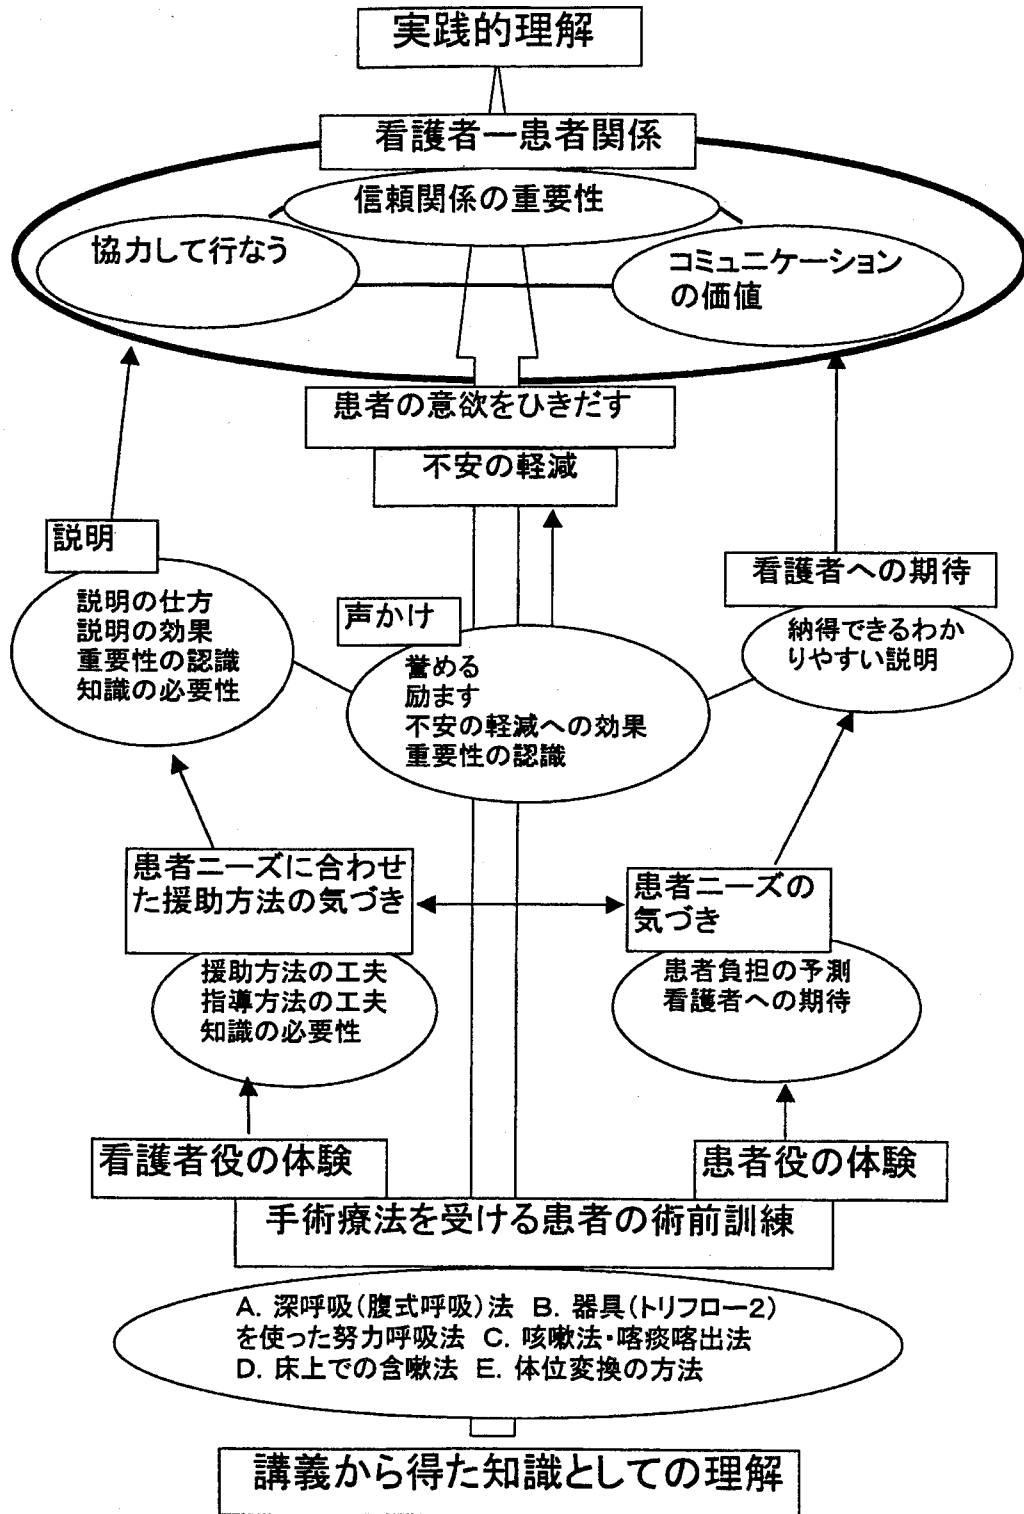 実践的理解
看護者ー患者関係
信頼関係の重要性
協力して行なう
コミュニケーション
の価値
患者の意欲をひきだす
不安の軽減
説明
説明の仕方
説明の効果
重要性の認識
知識の必要性
声かけ
誉める
励ます
不安の軽減への効果
重要性の認識
看護者への期待
納得できるわか
りやすい説明
患者ニーズに合わせ
た援助方法の気づき
援助方法の工夫
指導方法の工夫
知識の必要性
患者ニーズの
気づき
患者負担の予測
看護者への期待
看護者役の体験
患者役の体験
手術療法を受ける患者の術前訓練
A. 深呼吸(腹式呼吸)法 B. 器具(トリフロー2)
を使った努力呼吸法 C. 咳嗽法・喀痰喀出法
D. 床上での含嗽法 E. 体位変換の方法
講義から得た知識としての理解